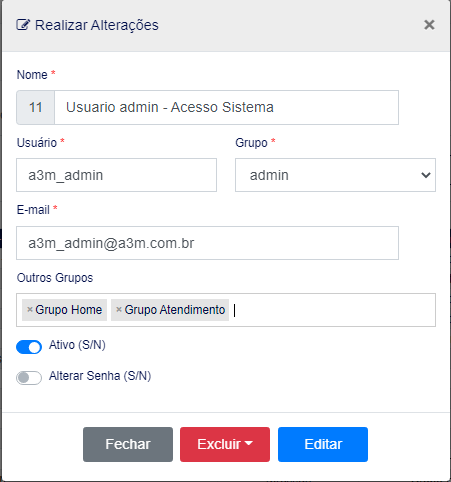 Realizar Alterações ×
Nome *
11 Usuario admin - Acesso Sistema
Usuário * Grupo *
a3m_admin admin
E-mail *
a3m_admin@a3m.com.br
Outros Grupos
×Grupo Home ×Grupo Atendimento
Ativo (S/N)
Alterar Senha (S/N)
Fechar Excluir Editar